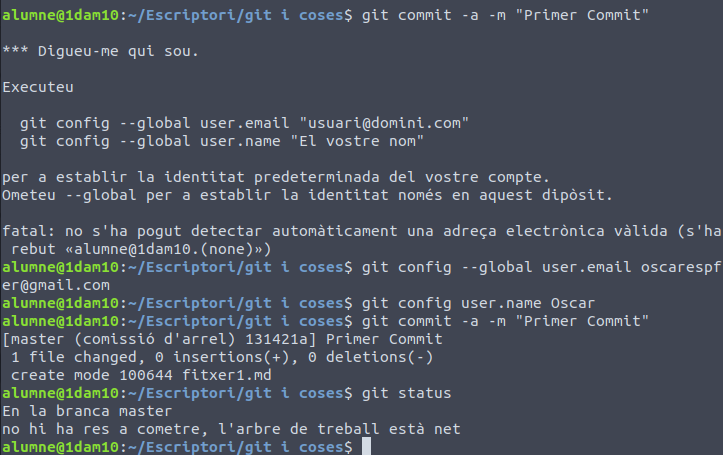 alumne@1dam10:~/Escriptori/git i coses$ git commit -a -m "Primer Commit"
*** Digueu-me qui sou.
Executeu
git config --global user.email "usuari@domini.com"
git config --global user.name "El vostre nom"
per a establir la identitat predeterminada del vostre compte.
Ometeu --global per a establir la identitat només en aquest dipòsit.
fatal: no s'ha pogut detectar automàticament una adreça electrònica vàlida (s'ha
rebut «alumne@1dam10.(none)»)
alumne@1dam10:~/Escriptori/git i coses$ git config --global user.email oscarespf
er@gmail.com
alumne@1dam10:~/Escriptori/git i coses$ git config user.name Oscar
alumne@1dam10:~/Escriptori/git i coses$ git commit -a -m "Primer Commit"
[master (comissió d'arrel) 131421a] Primer Commit
1 file changed, 0 insertions(+), 0 deletions(-)
create mode 100644 fitxer1.md
alumne@1dam10:~/Escriptori/git i coses$ git status
En la branca master
no hi ha res a cometre, l'arbre de treball està net
alumne@1dam10:~/Escriptori/git i coses$